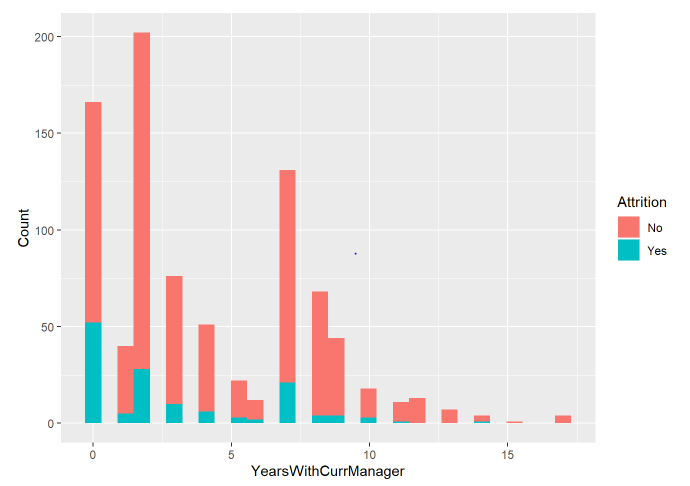 200
150
100
50
0
Count
0 5 10 15
YearsWithCurrManager
Attrition
No
Yes